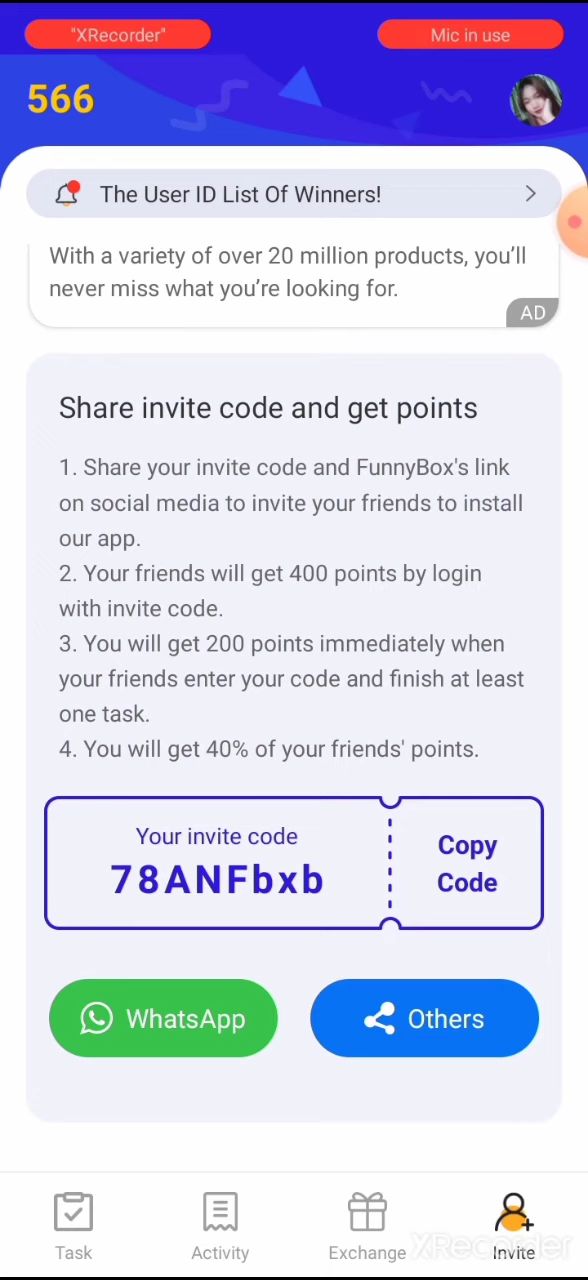 "XRecorder"
Mic in use
566
The User ID List Of Winners!
With a variety of over 20 million products, you’ll
never miss what you’re looking for.
AD
Share invite code and get points
1. Share your invite code and FunnyBox's link
on social media to invite your friends to install
our app.
2. Your friends will get 400 points by login
with invite code.
3. You will get 200 points immediately when
your friends enter your code and finish at least
one task.
4. You will get 40% of your friends' points.
Your invite code
78ANFbxb
Copy
Code
WhatsApp
Others
Task
Activity
Exchange
Invite
XRecorder